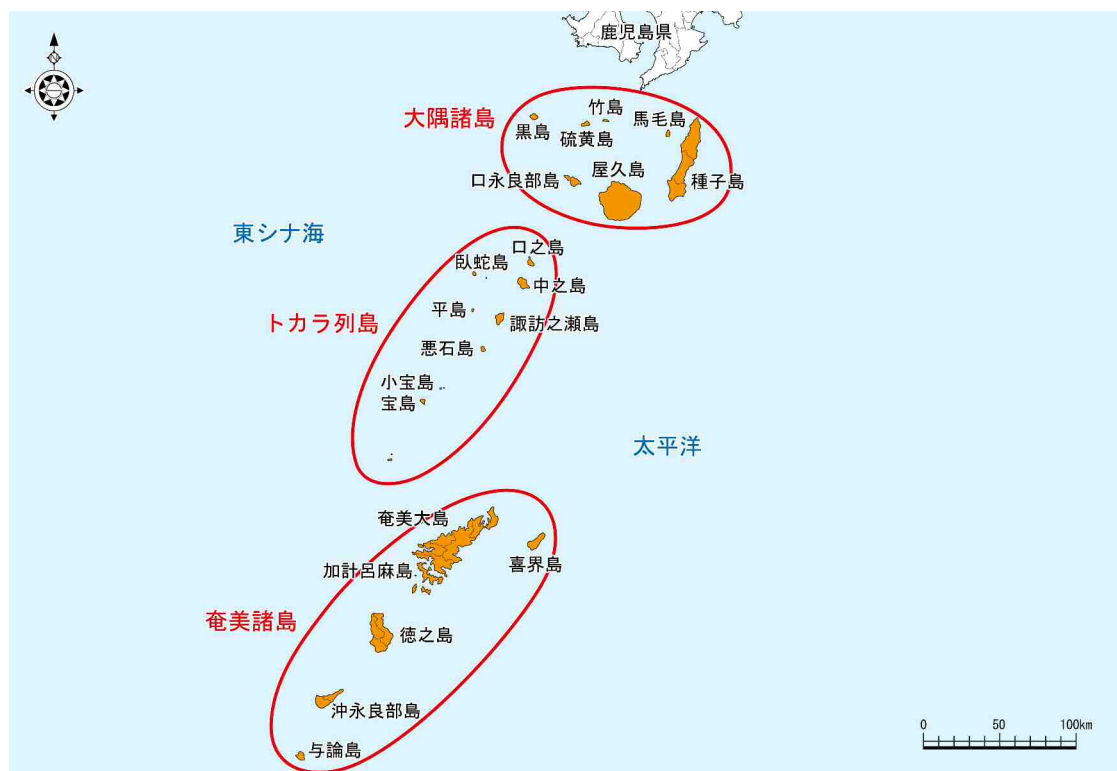 鹿児島県
N
大隅諸島
竹島
馬毛島
黒島
硫黄島
屋久島
口永良部島
種子島
東シナ海
口之島
臥蛇島
中之島
平島
トカラ列島
諏訪之瀬島
悪石島
小宝島
宝島
太平洋
奄美大島
喜界島
加計呂麻島
奄美諸島
徳之島
沖永良部島
与論島
0 50 100km